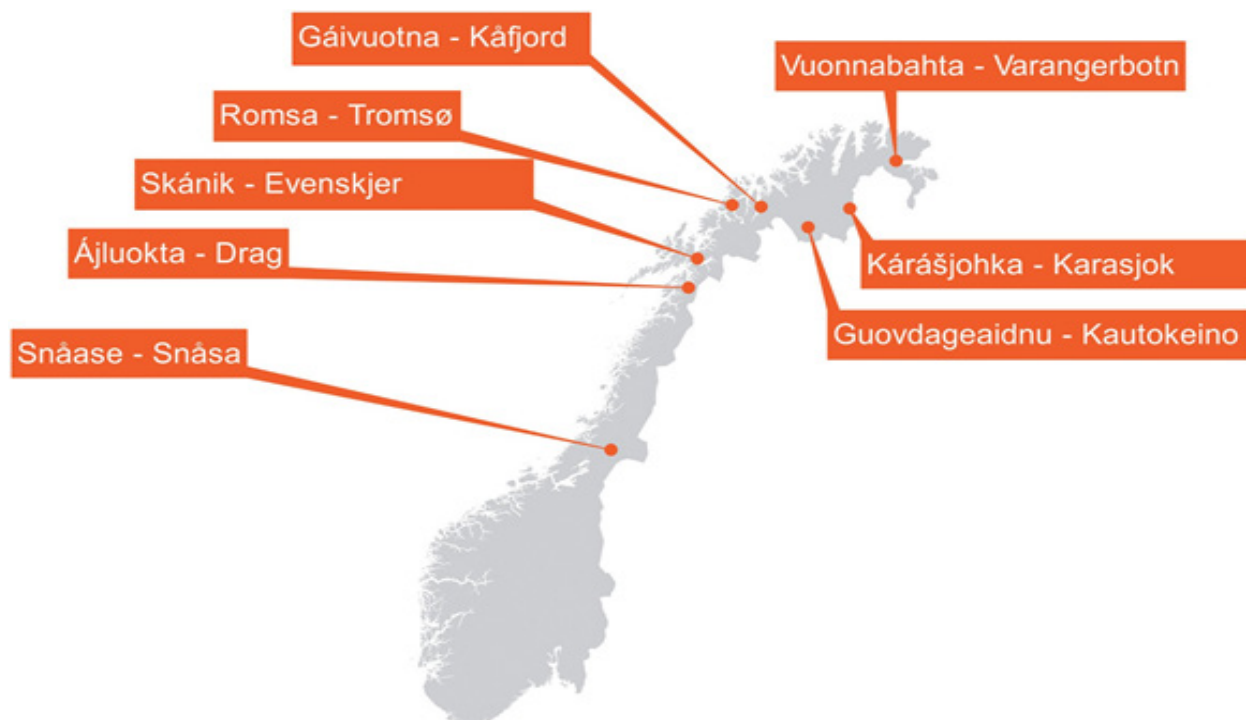 Gáivuotna - Kåfjord
Vuonnabahta - Varangerbotn
Romsa - Tromsø
Skánik - Evenskjer
Ájluokta - Drag
Kárášjohka - Karasjok
Guovdageaidnu - Kautokeino
Snåase - Snåsa